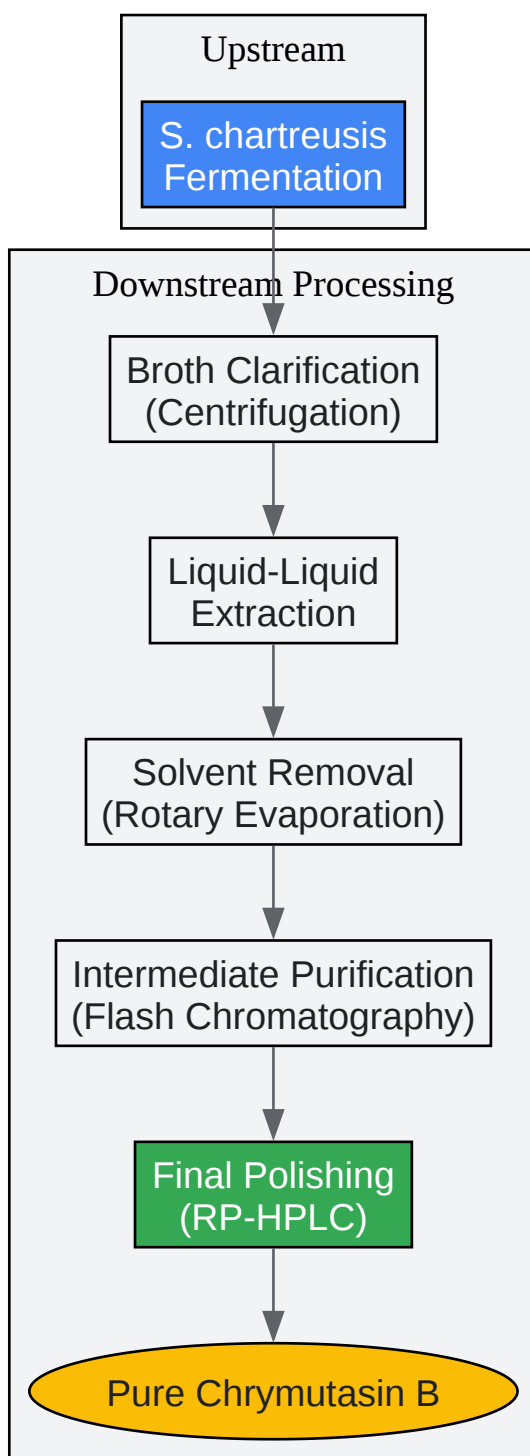 Upstream
S. chartreusis
Fermentation
Downstream Processing
Broth Clarification
(Centrifugation)
Liquid-Liquid
Extraction
Solvent Removal
(Rotary Evaporation)
Intermediate Purification
(Flash Chromatography)
Final Polishing
(RP-HPLC)
Pure Chrymutasin B